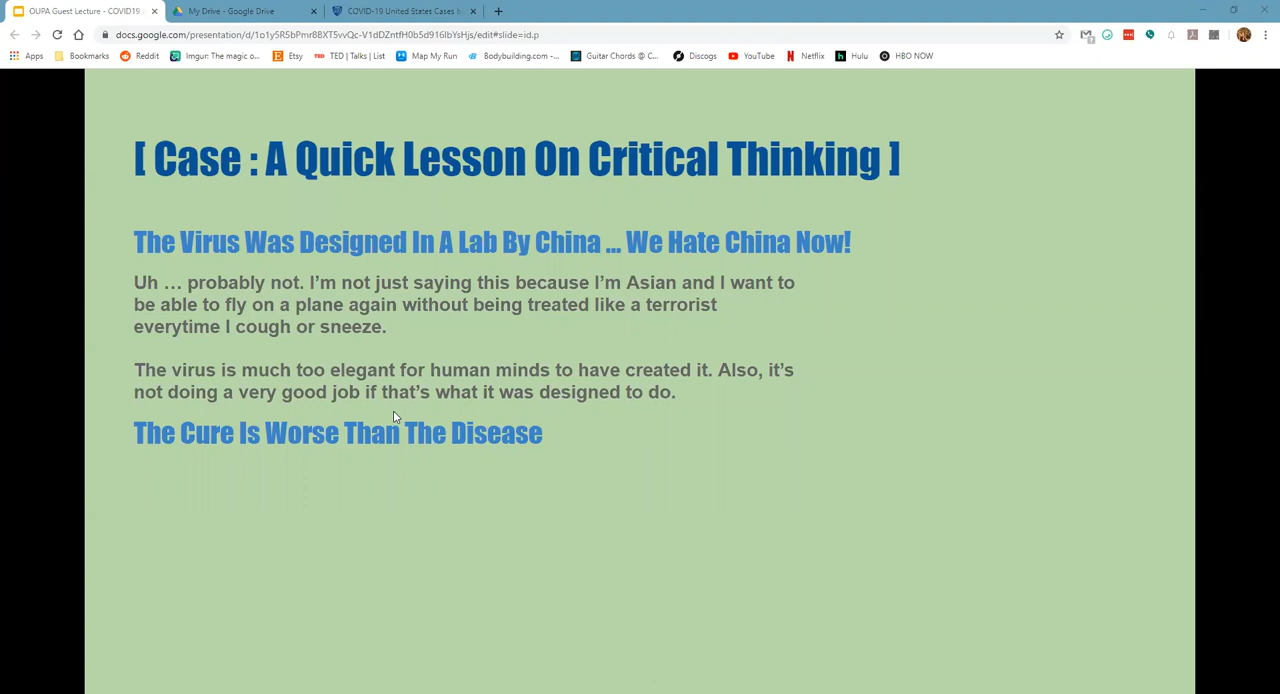 OUPA Guest Lecture - COVID19
My Drive - Google Drive
COVID-19 United States Cases b
docs.google.com/presentation/d/1o1y5R5bPmr8BXT5vvQc-V1dDZntfH0b5d916IbYsHjs/edit#slide=id.p
Apps
Bookmarks
Reddit
Imgur: The magic o...
Etsy
TED | Talks | List
Map My Run
Bodybuilding.com -...
Guitar Chords @ C...
Discogs
YouTube
Netflix
Hulu
HBO NOW
[ Case : A Quick Lesson On Critical Thinking ]
The Virus Was Designed In A Lab By China ... We Hate China Now!
Uh … probably not. I’m not just saying this because I’m Asian and I want to
be able to fly on a plane again without being treated like a terrorist
everytime I cough or sneeze.
The virus is much too elegant for human minds to have created it. Also, it’s
not doing a very good job if that’s what it was designed to do.
The Cure Is Worse Than The Disease